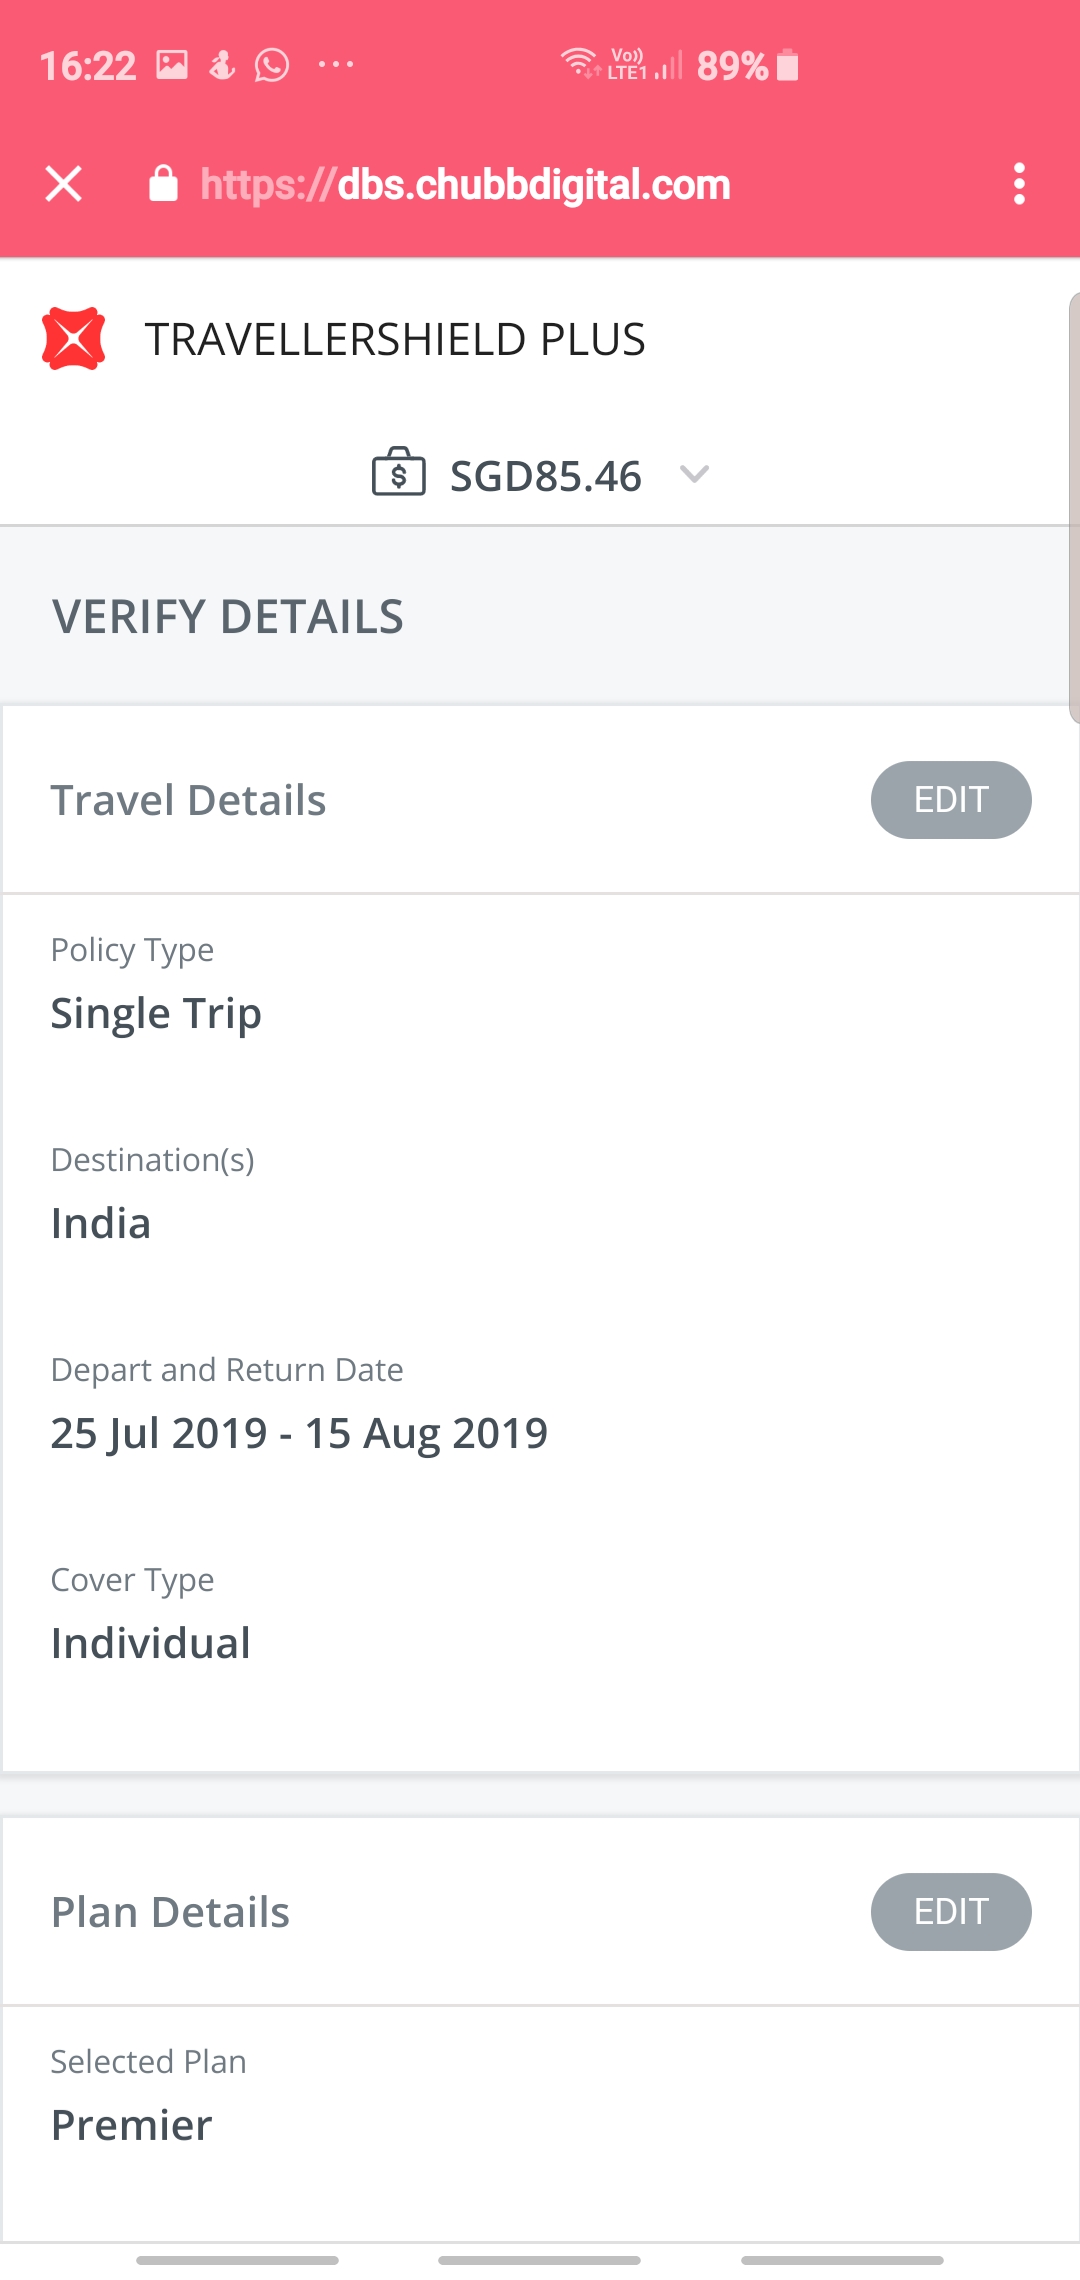 16:22 ... Vo)) LTE1 89%
https://dbs.chubbdigital.com
TRAVELLERSHIELD PLUS
$ SGD85.46
VERIFY DETAILS
Travel Details EDIT
Policy Type
Single Trip
Destination(s)
India
Depart and Return Date
25 Jul 2019 - 15 Aug 2019
Cover Type
Individual
Plan Details EDIT
Selected Plan
Premier